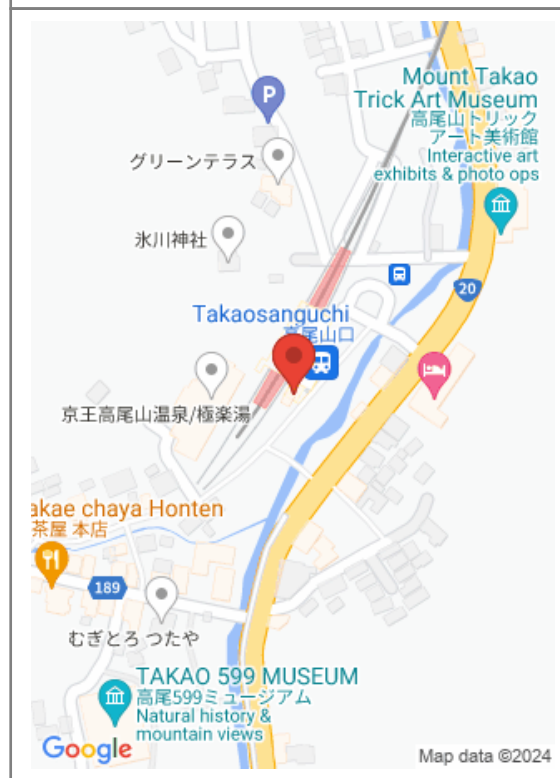 Mount Takao
Trick Art Museum
高尾山トリック
アート美術館
Interactive art
exhibits & photo ops
P
グリーンテラス
氷川神社
20
Takaosanguchi
高尾山口
京王高尾山温泉/極楽湯
akae chaya Honten
茶屋 本店
189
むぎとろ つたや
TAKAO 599 MUSEUM
高尾599ミュージアム
Natural history &
mountain views
Google
Map data ©2024